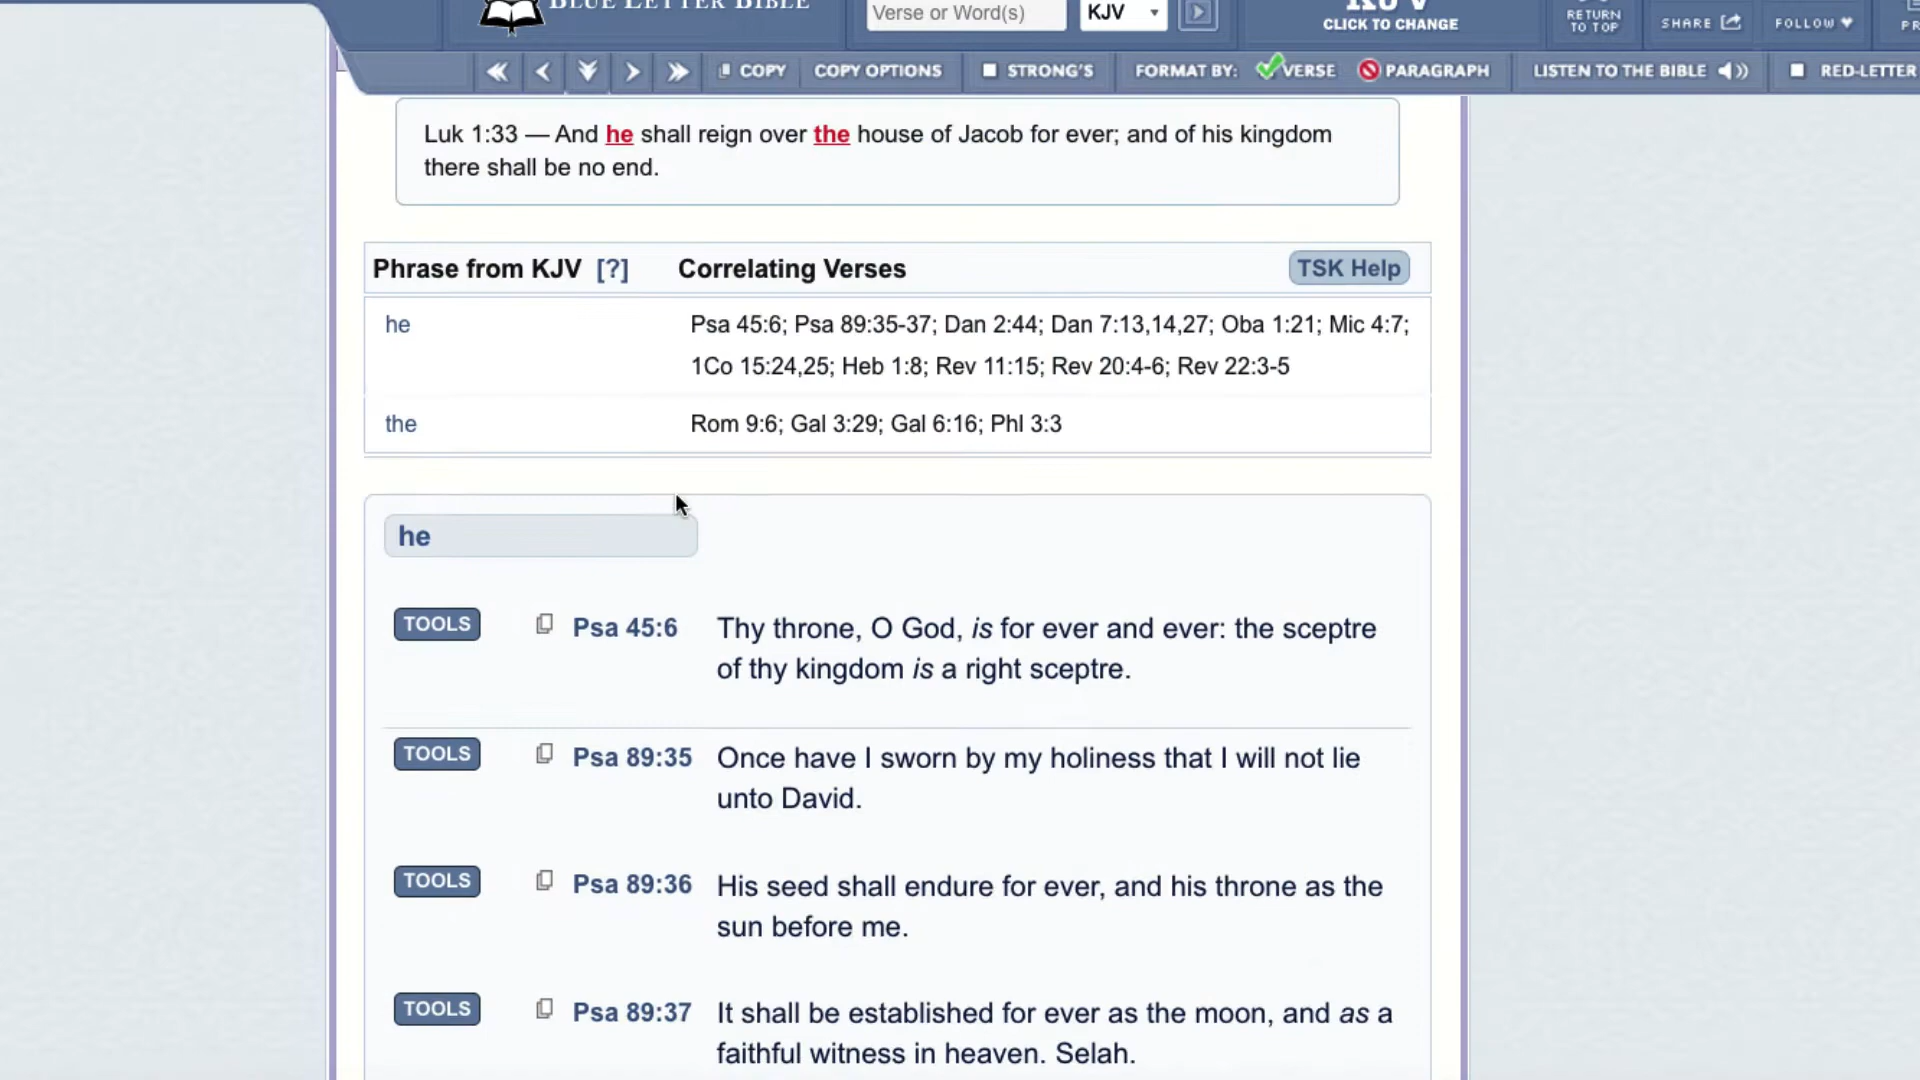 BLUE LETTER BIBLE
Verse or Word(s)
KJV
KJV
CLICK TO CHANGE
RETURN
TO TOP
SHARE
FOLLOW
COPY
COPY OPTIONS
STRONG'S
FORMAT BY:
VERSE
PARAGRAPH
LISTEN TO THE BIBLE
RED-LETTER
Luk 1:33 — And he shall reign over the house of Jacob for ever; and of his kingdom
there shall be no end.
Phrase from KJV [?]
Correlating Verses
TSK Help
he
Psa 45:6; Psa 89:35-37; Dan 2:44; Dan 7:13,14,27; Oba 1:21; Mic 4:7;
1Co 15:24,25; Heb 1:8; Rev 11:15; Rev 20:4-6; Rev 22:3-5
the
Rom 9:6; Gal 3:29; Gal 6:16; Phl 3:3
he
TOOLS
Psa 45:6
Thy throne, O God, is for ever and ever: the sceptre
of thy kingdom is a right sceptre.
TOOLS
Psa 89:35
Once have I sworn by my holiness that I will not lie
unto David.
TOOLS
Psa 89:36
His seed shall endure for ever, and his throne as the
sun before me.
TOOLS
Psa 89:37
It shall be established for ever as the moon, and as a
faithful witness in heaven. Selah.